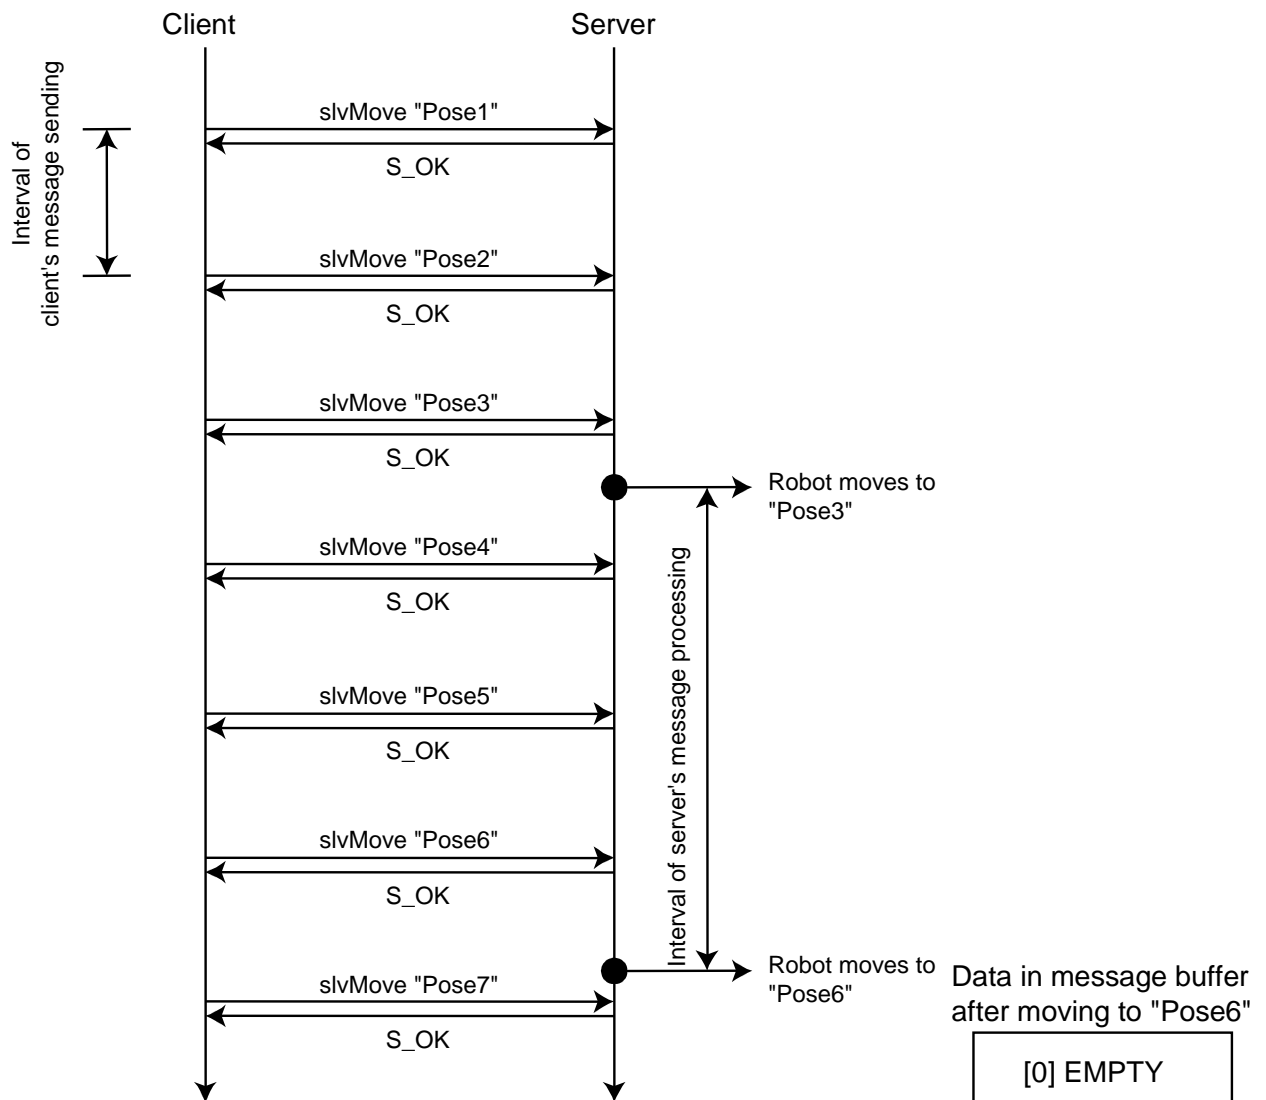 Client
Server
slvMove "Pose1"
S_OK
Interval of
client's message sending
slvMove "Pose2"
S_OK
slvMove "Pose3"
S_OK
Robot moves to
"Pose3"
slvMove "Pose4"
S_OK
Interval of server's message processing
slvMove "Pose5"
S_OK
slvMove "Pose6"
S_OK
Robot moves to
"Pose6"
slvMove "Pose7"
S_OK
Data in message buffer
after moving to "Pose6"
[0] EMPTY